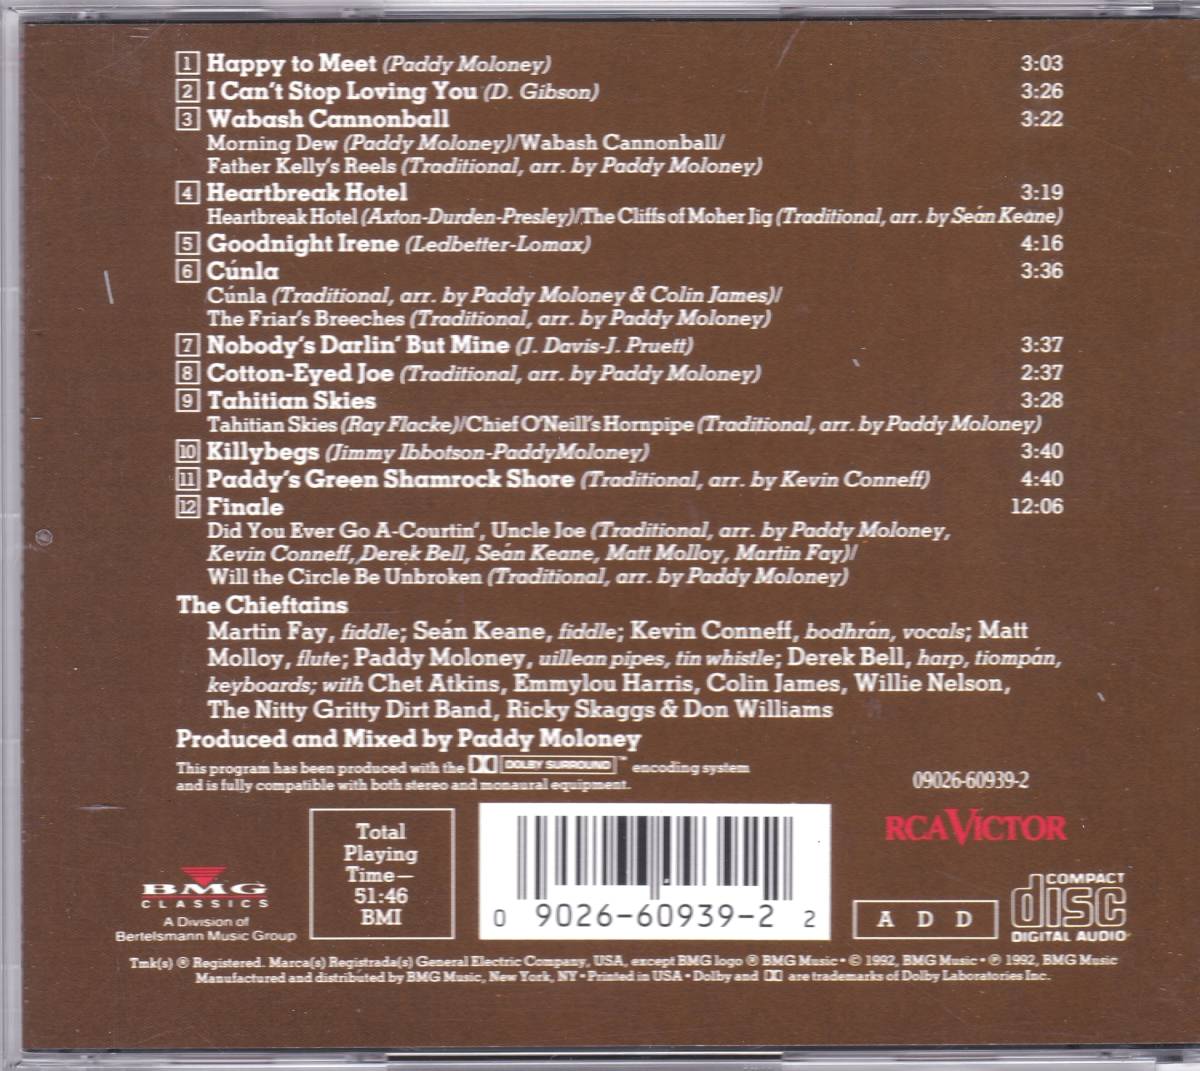 1 Happy to Meet (Paddy Moloney) 3:03
2 I Can't Stop Loving You (D. Gibson) 3:26
3 Wabash Cannonball 3:22
Morning Dew (Paddy Moloney)/Wabash Cannonball/
Father Kelly's Reels (Traditional, arr. by Paddy Moloney)
4 Heartbreak Hotel 3:19
Heartbreak Hotel (Axton-Durden-Presley)/The Cliffs of Moher Jig (Traditional, arr. by Seán Keane)
5 Goodnight Irene (Ledbetter-Lomax) 4:16
6 Cúnla 3:36
Cúnla (Traditional, arr. by Paddy Moloney & Colin James)/
The Friar's Breeches (Traditional, arr. by Paddy Moloney)
7 Nobody's Darlin' But Mine (J. Davis-J. Pruett) 3:37
8 Cotton-Eyed Joe (Traditional, arr. by Paddy Moloney) 2:37
9 Tahitian Skies 3:28
Tahitian Skies (Ray Flacke)/Chief O'Neill's Hornpipe (Traditional, arr. by Paddy Moloney)
10 Killybegs (Jimmy Ibbotson-PaddyMoloney) 3:40
11 Paddy's Green Shamrock Shore (Traditional, arr. by Kevin Conneff) 4:40
12 Finale 12:06
Did You Ever Go A-Courtin', Uncle Joe (Traditional, arr. by Paddy Moloney,
Kevin Conneff, Derek Bell, Seán Keane, Matt Molloy, Martin Fay)/
Will the Circle Be Unbroken (Traditional, arr. by Paddy Moloney)
The Chieftains
Martin Fay, fiddle; Seán Keane, fiddle; Kevin Conneff, bodhrán, vocals; Matt
Molloy, flute; Paddy Moloney, uillean pipes, tin whistle; Derek Bell, harp, tiompán,
keyboards; with Chet Atkins, Emmylou Harris, Colin James, Willie Nelson,
The Nitty Gritty Dirt Band, Ricky Skaggs & Don Williams
Produced and Mixed by Paddy Moloney
This program has been produced with the DOLBY SURROUND™ encoding system
and is fully compatible with both stereo and monaural equipment.
09026-60939-2
RCA VICTOR
Total
Playing
Time—
51:46
BMI
0 9026-60939-2 2
BMG
CLASSICS
A Division of
Bertelsmann Music Group
A D D
COMPACT
disc
DIGITAL AUDIO
Tmk(s) ® Registered. Marca(s) Registrada(s) General Electric Company, USA, except BMG logo ® BMG Music • © 1992, BMG Music • ℗ 1992, BMG Music
Manufactured and distributed by BMG Music, New York, NY • Printed in USA • Dolby and are trademarks of Dolby Laboratories Inc.